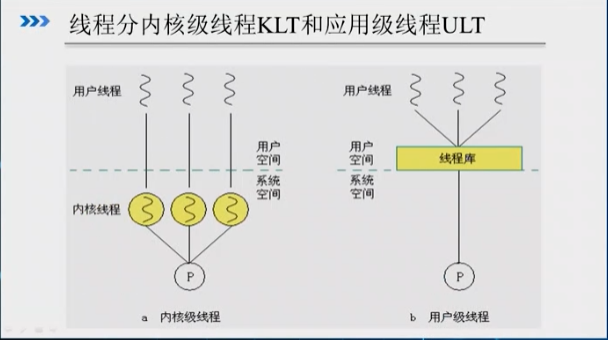 线程分内核级线程KLT和应用级线程ULT
用户线程
用户
空间
系统
空间
内核线程
P
a 内核级线程
用户线程
用户
空间
线程库
系统
空间
P
b 用户级线程